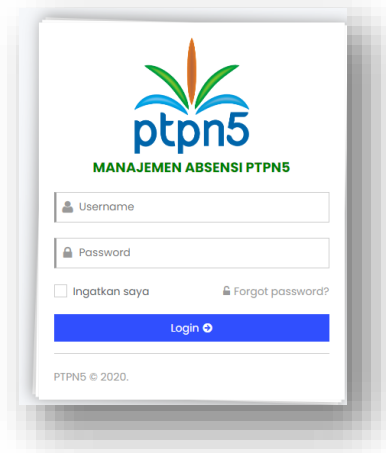 ptpn5
MANAJEMEN ABSENSI PTPN5
Username
Password
Ingatkan saya
Forgot password?
Login
PTPN5 © 2020.